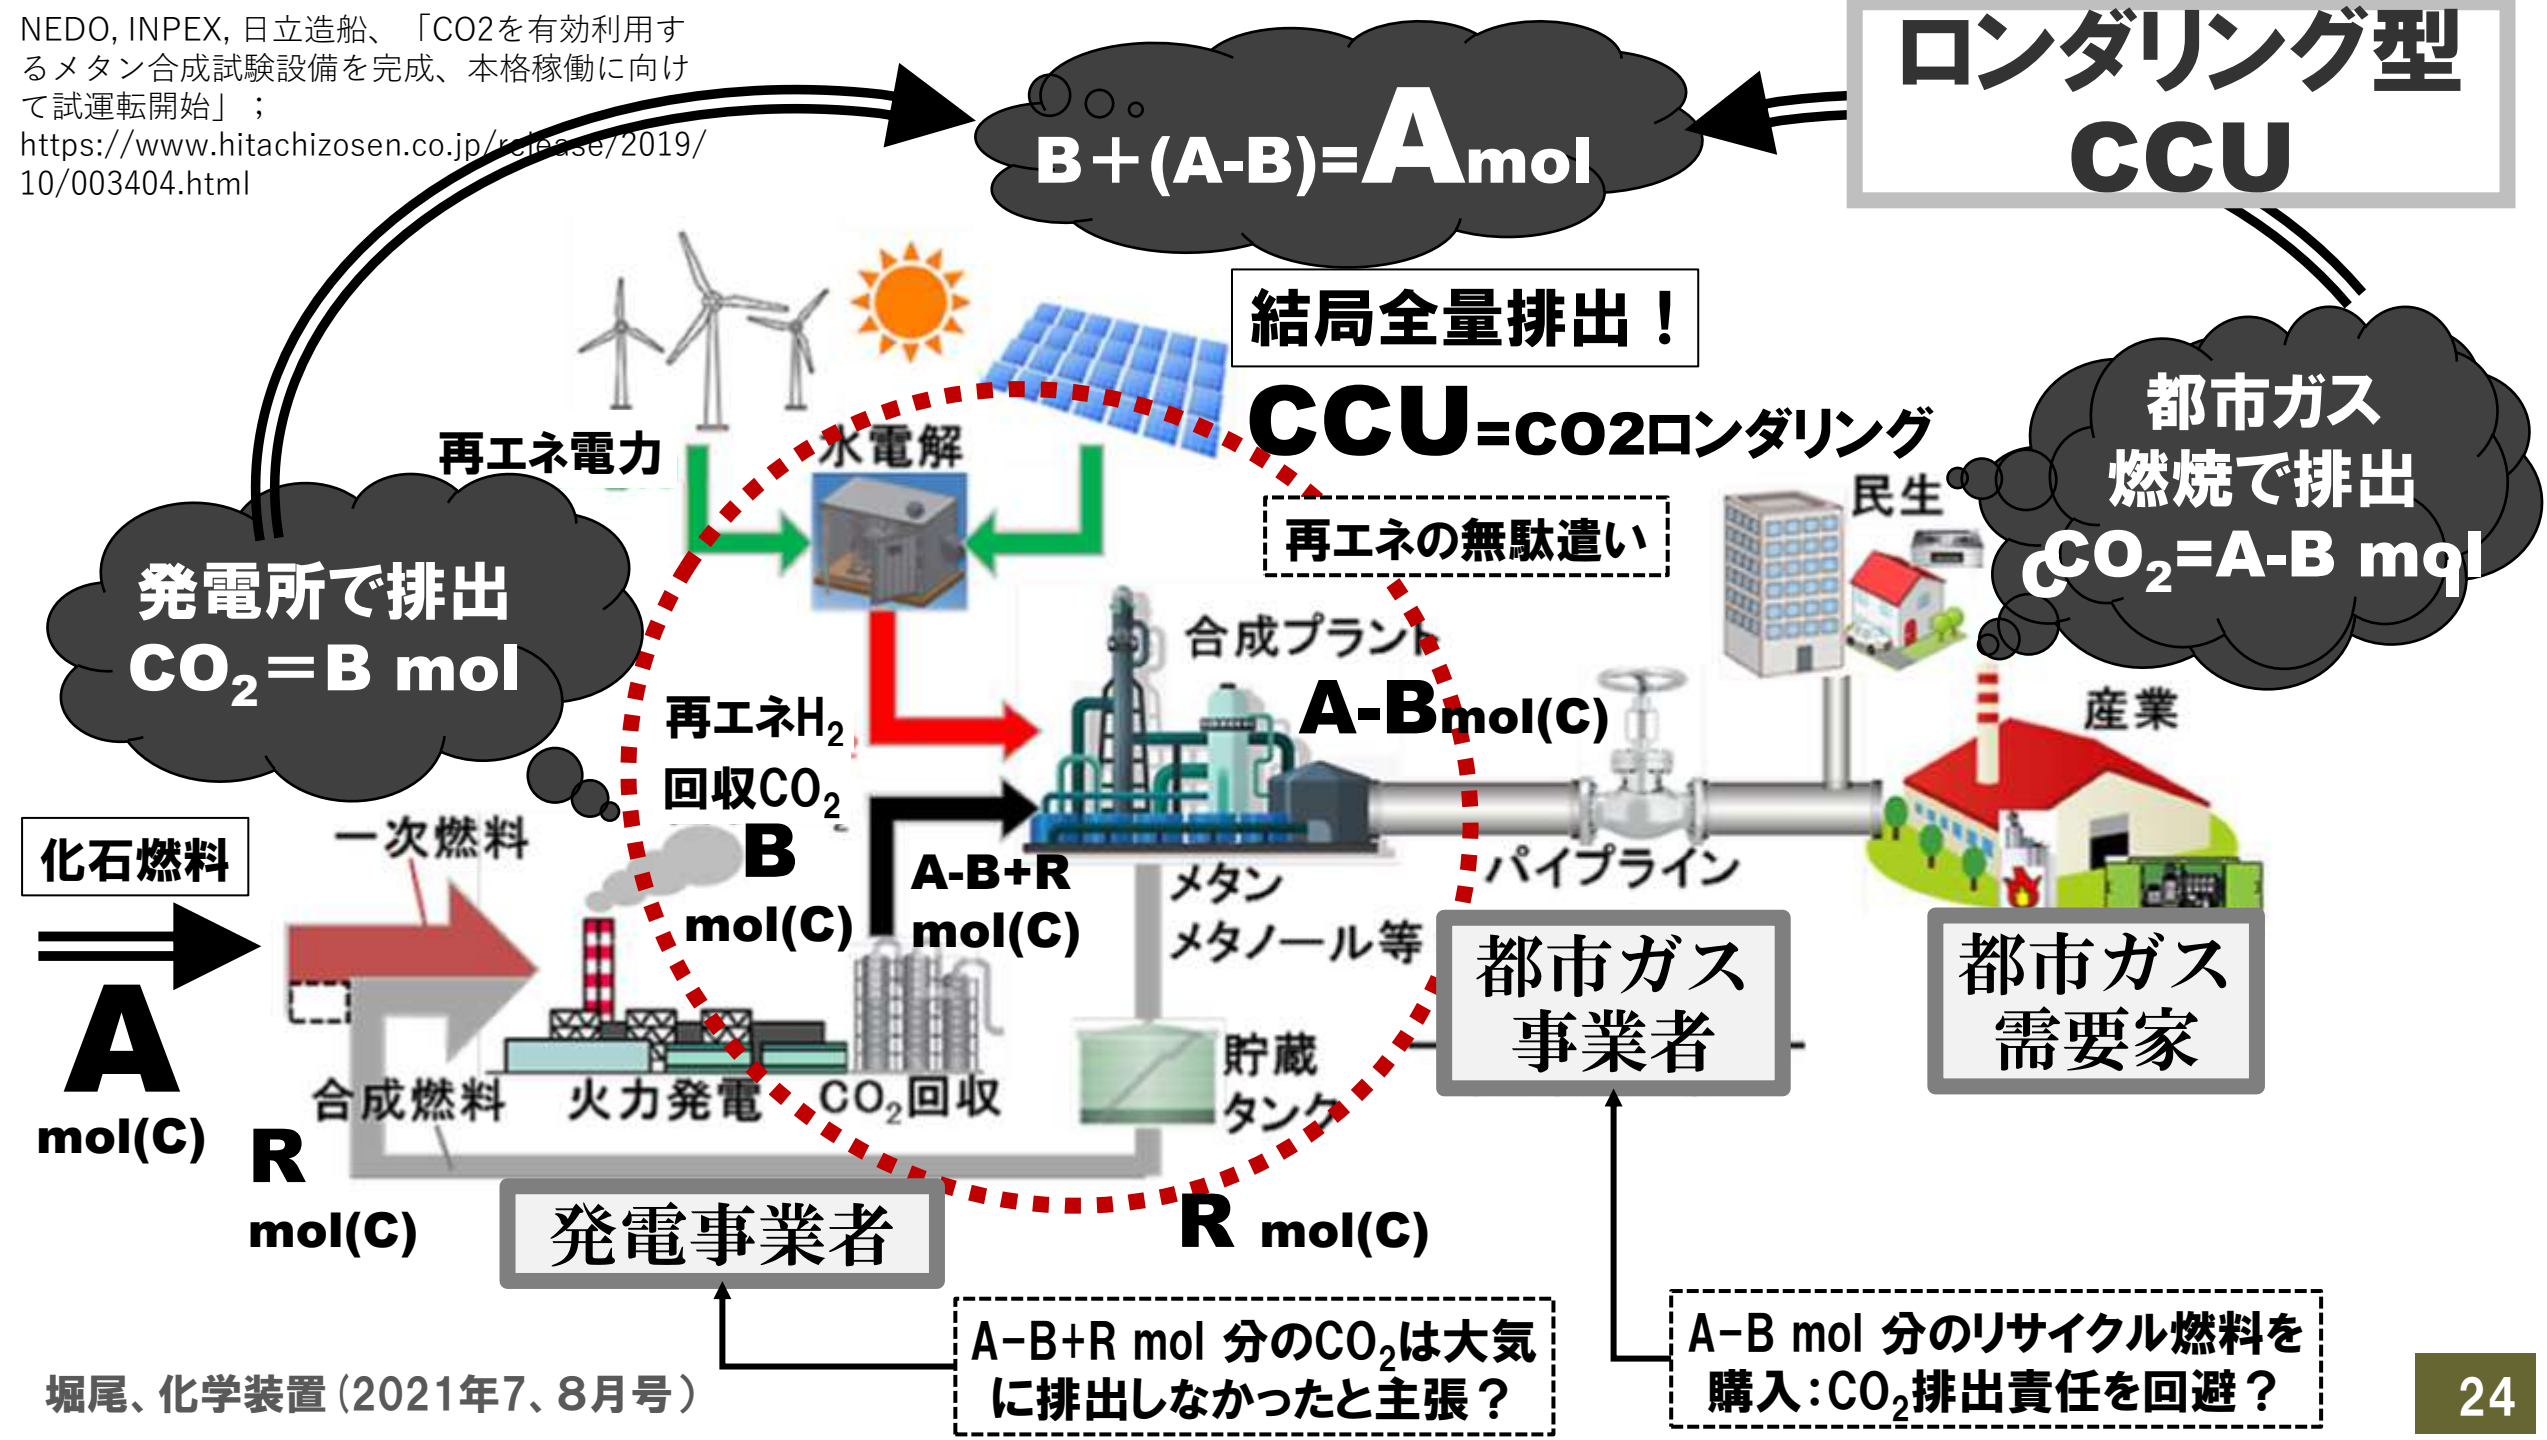 NEDO, INPEX, 日立造船、「CO2を有効利用す
るメタン合成試験設備を完成、本格稼働に向け
て試運転開始」；
https://www.hitachizosen.co.jp/release/2019/
10/003404.html
B＋(A-B)=Amol
ロンダリング型
CCU
結局全量排出！
CCU=CO2ロンダリング
再エネの無駄遣い
再エネ電力
水電解
発電所で排出
CO₂＝B mol
都市ガス
燃焼で排出
CO₂=A-B mol
C
民生
産業
合成プラント
A-Bmol(C)
再エネH₂
回収CO₂
B
mol(C)
A-B+R
mol(C)
メタン
メタノール等
パイプライン
化石燃料
一次燃料
A
mol(C)
合成燃料
火力発電
CO₂回収
貯蔵
タンク
R
mol(C)
R mol(C)
発電事業者
都市ガス
事業者
都市ガス
需要家
A-B+R mol 分のCO₂は大気
に排出しなかったと主張？
A-B mol 分のリサイクル燃料を
購入：CO₂排出責任を回避？
堀尾、化学装置(2021年7、8月号)
24